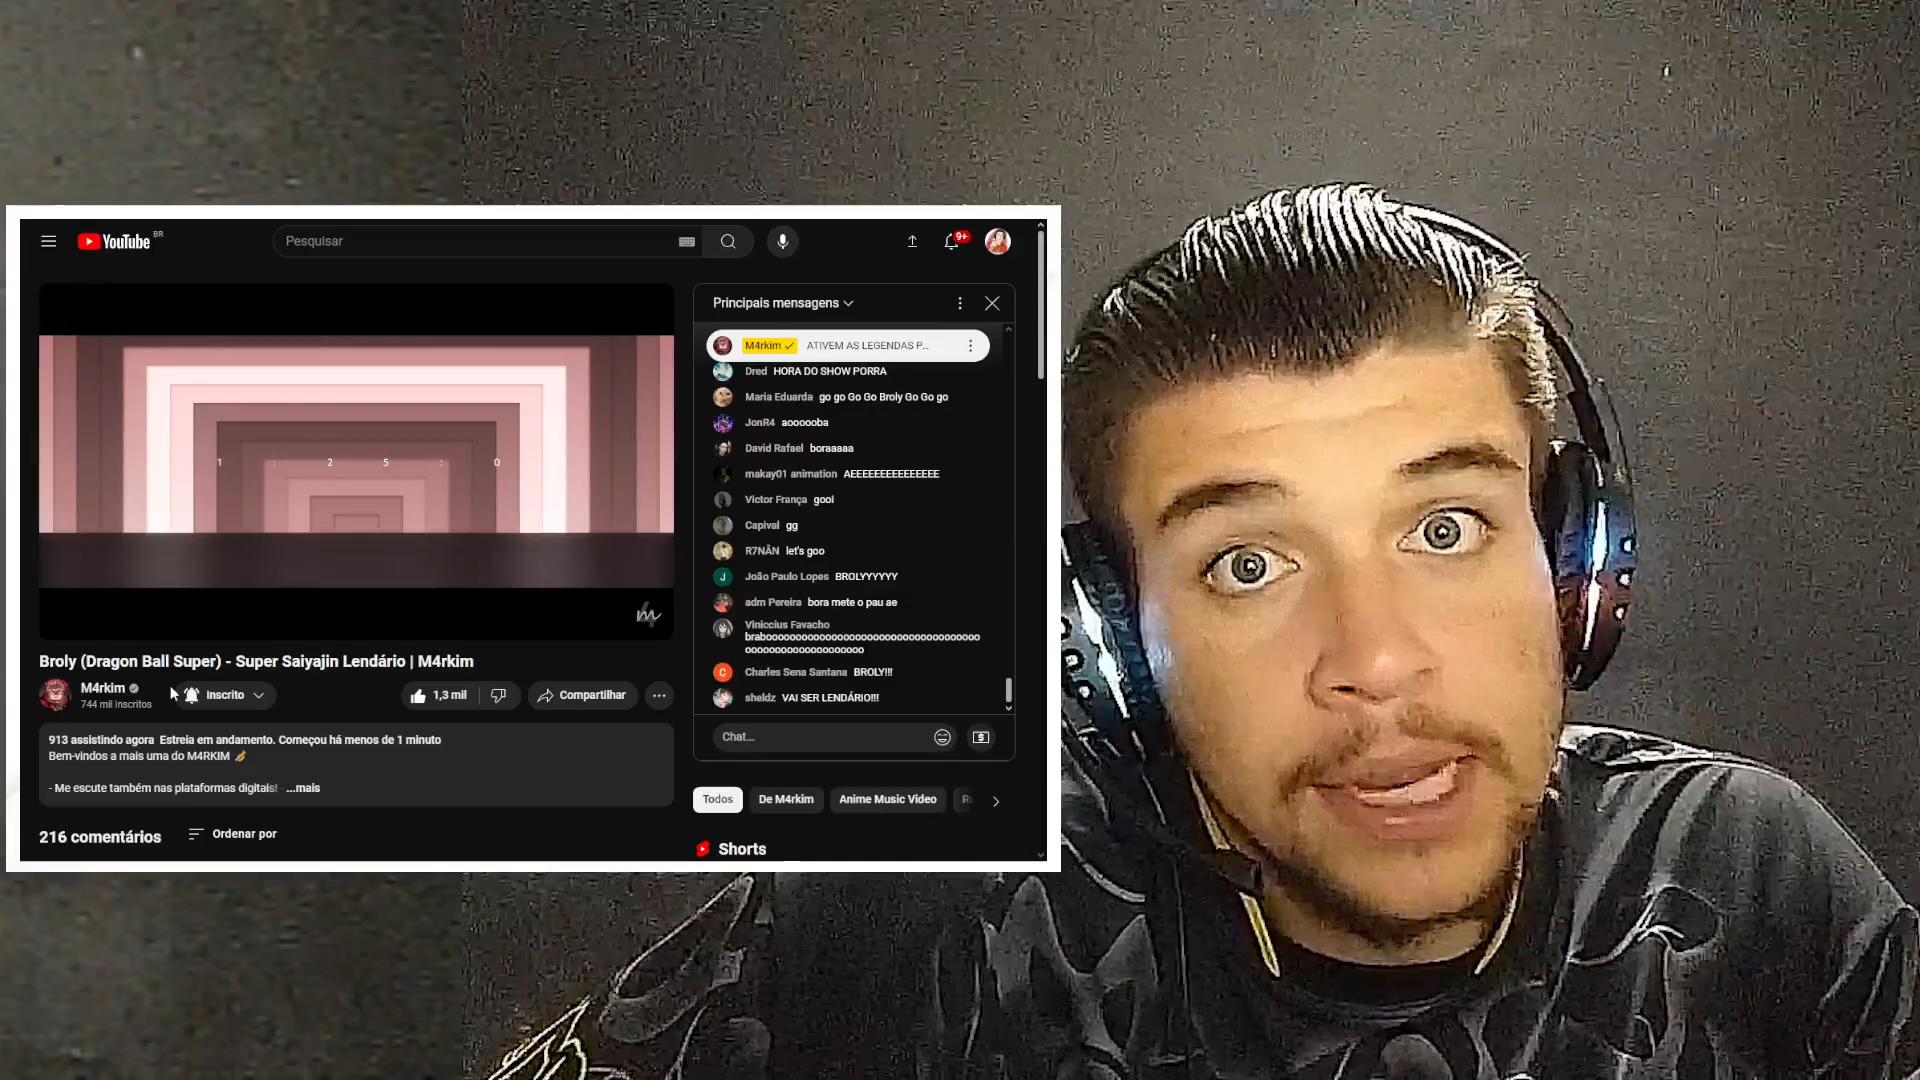 YouTube BR
Pesquisar
9+
1 : 2 5 : 0
Broly (Dragon Ball Super) - Super Saiyajin Lendário | M4rkim
M4rkim
744 mil inscritos
Inscrito
1,3 mil
Compartilhar
913 assistindo agora Estreia em andamento. Começou há menos de 1 minuto
Bem-vindos a mais uma do M4RKIM
- Me escute também nas plataformas digitais! ...mais
216 comentários
Ordenar por
Principais mensagens
M4rkim ATIVEM AS LEGENDAS P...
Dred HORA DO SHOW PORRA
Maria Eduarda go go Go Go Broly Go Go go
JonR4 aoooooba
David Rafael boraaaaa
makay01 animation AEEEEEEEEEEEEEEE
Victor França gooi
Capival gg
R7NÂN let's goo
J João Paulo Lopes BROLYYYYYY
adm Pereira bora mete o pau ae
Viniccius Favacho
C Charles Sena Santana BROLY!!!
sheldz VAI SER LENDÁRIO!!!
Chat...
Todos
De M4rkim
Anime Music Video
Shorts